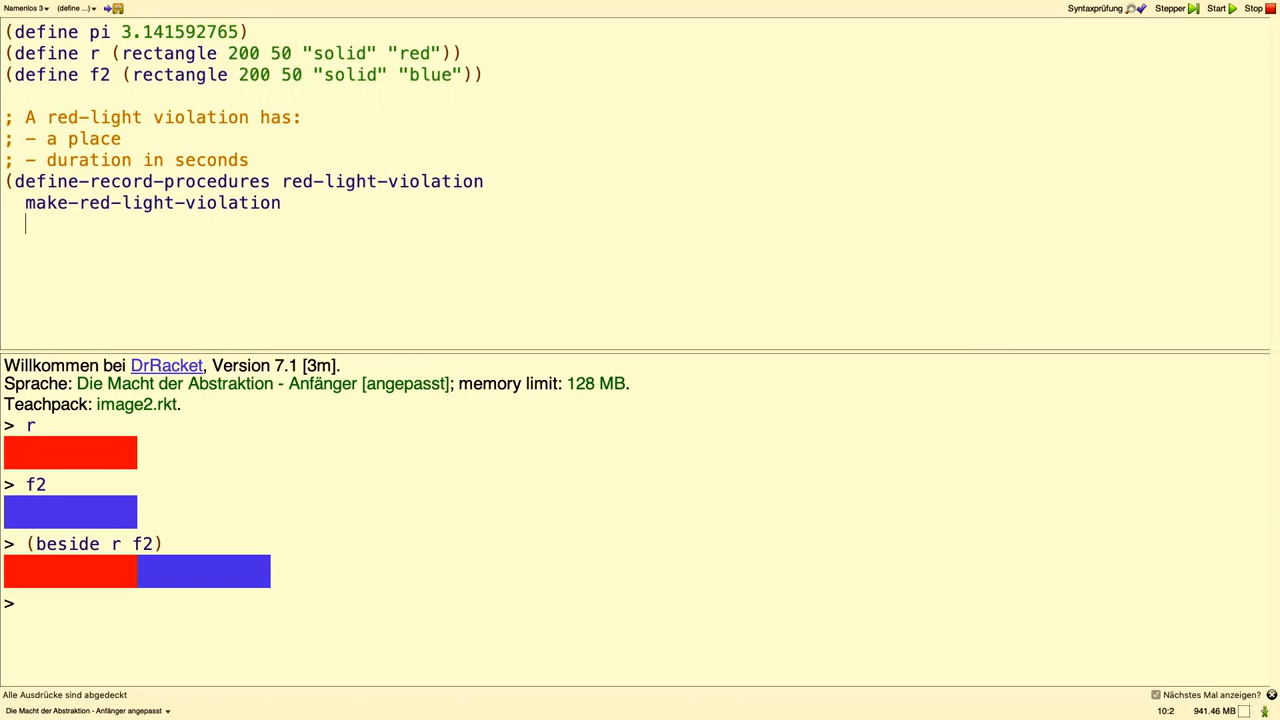 Namenlos 3▾ (define ...)▾
Syntaxprüfung Stepper Start Stop
(define pi 3.141592765)
(define r (rectangle 200 50 "solid" "red"))
(define f2 (rectangle 200 50 "solid" "blue"))
; A red-light violation has:
; - a place
; - duration in seconds
(define-record-procedures red-light-violation
make-red-light-violation
Willkommen bei DrRacket, Version 7.1 [3m].
Sprache: Die Macht der Abstraktion - Anfänger [angepasst]; memory limit: 128 MB.
Teachpack: image2.rkt.
> r
> f2
> (beside r f2)
>
Alle Ausdrücke sind abgedeckt
Nächstes Mal anzeigen?
Die Macht der Abstraktion - Anfänger angepasst
10:2
941.46 MB